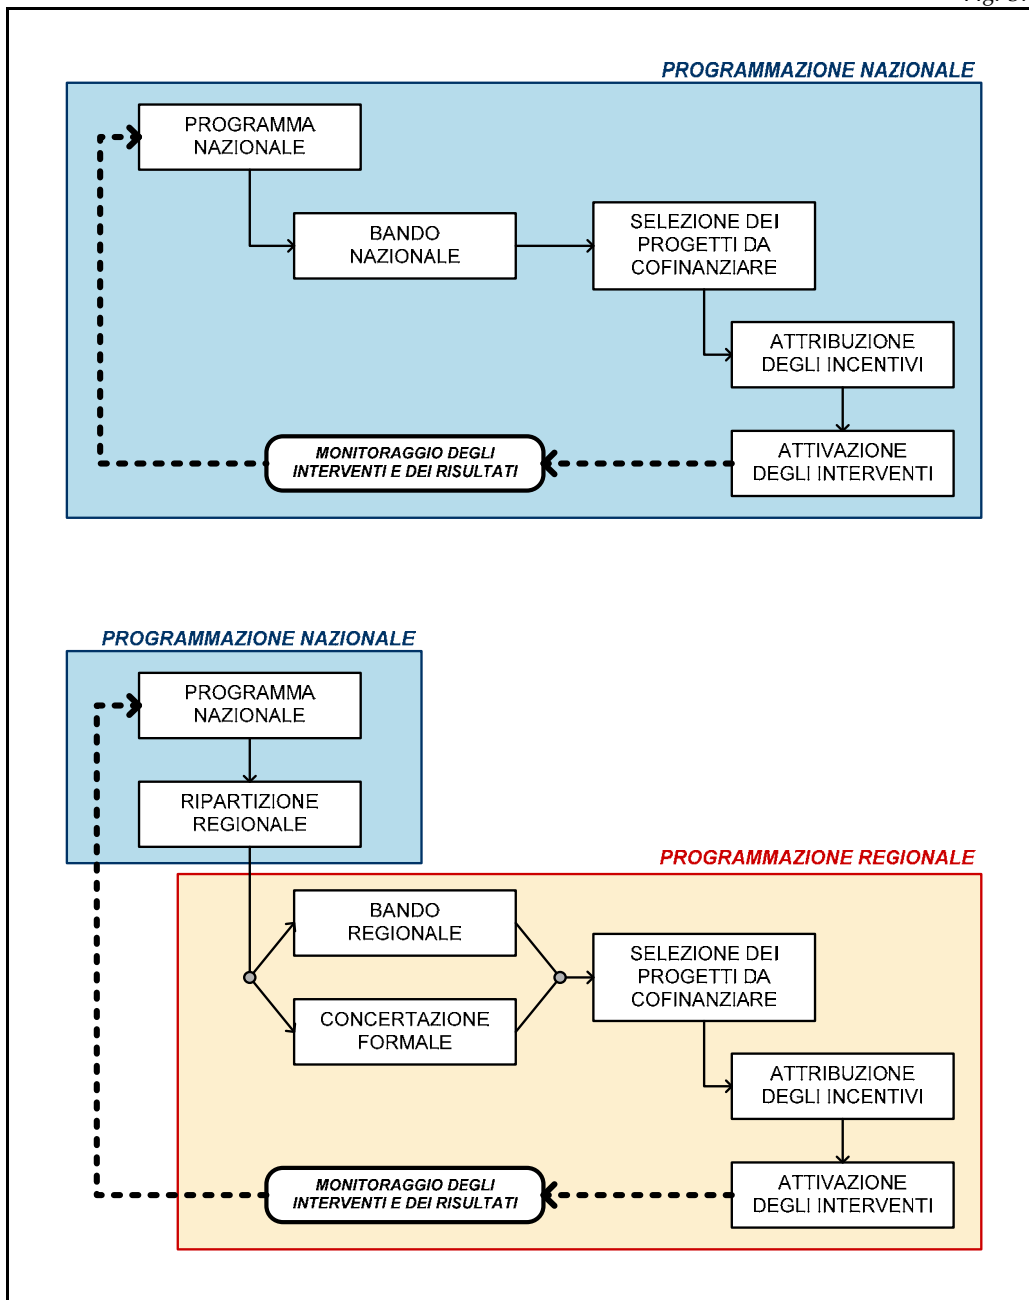 PROGRAMMAZIONE NAZIONALE
PROGRAMMA
NAZIONALE
BANDO
NAZIONALE
SELEZIONE DEI
PROGETTI DA
COFINANZIARE
ATTRIBUZIONE
DEGLI INCENTIVI
ATTIVAZIONE
DEGLI INTERVENTI
MONITORAGGIO DEGLI
INTERVENTI E DEI RISULTATI
PROGRAMMAZIONE NAZIONALE
PROGRAMMA
NAZIONALE
RIPARTIZIONE
REGIONALE
PROGRAMMAZIONE REGIONALE
BANDO
REGIONALE
CONCERTAZIONE
FORMALE
SELEZIONE DEI
PROGETTI DA
COFINANZIARE
ATTRIBUZIONE
DEGLI INCENTIVI
ATTIVAZIONE
DEGLI INTERVENTI
MONITORAGGIO DEGLI
INTERVENTI E DEI RISULTATI